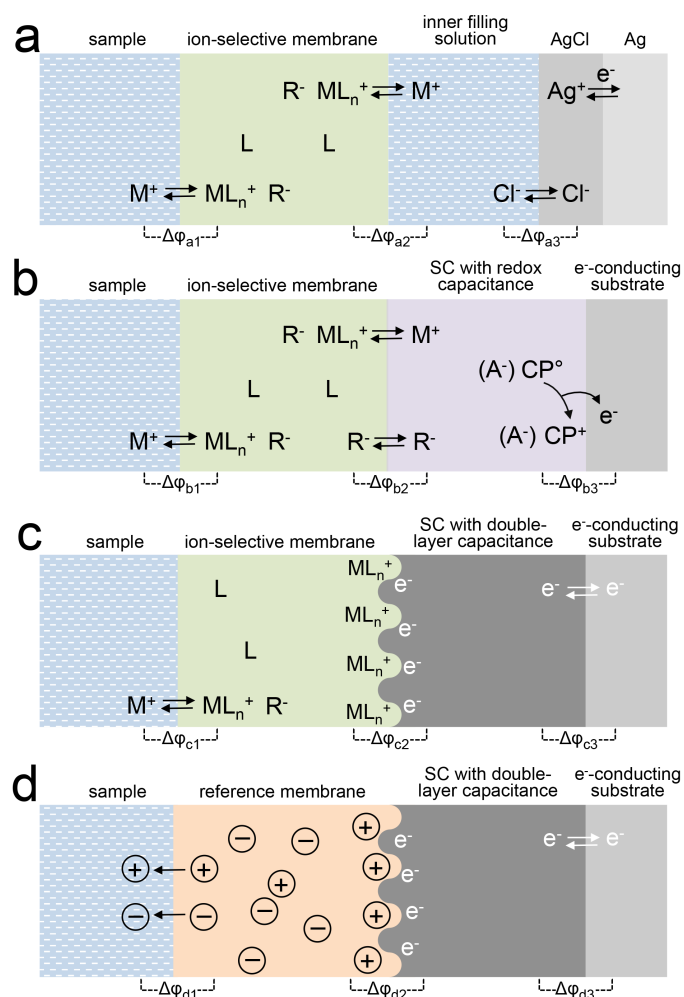 a
inner filling
sample ion-selective membrane solution AgCl Ag
e⁻
R⁻ MLₙ⁺ ⇌ M⁺ Ag⁺ ⇌
L L
M⁺ ⇌ MLₙ⁺ R⁻ Cl⁻ ⇌ Cl⁻
Δφₐ₁ Δφₐ₂ Δφₐ₃
b
SC with redox e⁻-conducting
sample ion-selective membrane capacitance substrate
R⁻ MLₙ⁺ ⇌ M⁺
(A⁻) CP°
L L
e⁻
M⁺ ⇌ MLₙ⁺ R⁻ R⁻ ⇌ R⁻ (A⁻) CP⁺
Δφb1 Δφb2 Δφb3
c
SC with double- e⁻-conducting
sample ion-selective membrane layer capacitance substrate
MLₙ⁺
L e⁻ e⁻ ⇌ e⁻
MLₙ⁺
e⁻
L
MLₙ⁺ e⁻
M⁺ ⇌ MLₙ⁺ R⁻ e⁻
MLₙ⁺
Δφc1 Δφc2 Δφc3
d
SC with double- e⁻-conducting
sample reference membrane layer capacitance substrate
− − + e⁻ e⁻ ⇌ e⁻
+ ← + + e⁻
+
− ← − − + e⁻
−
e⁻
− +
Δφd1 Δφd2 Δφd3